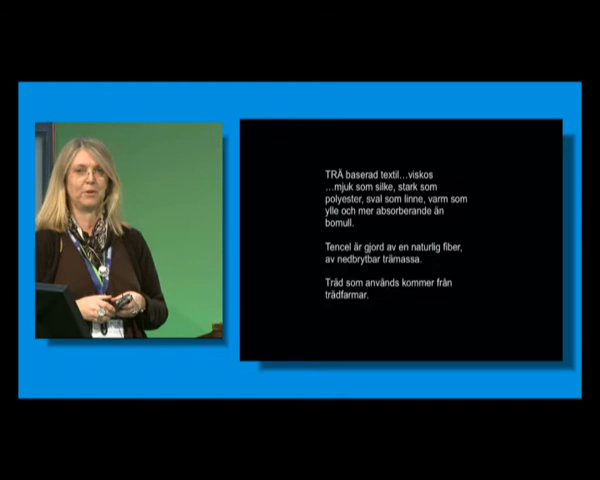 TRÄ baserad textil…viskos
…mjuk som silke, stark som
polyester, sval som linne, varm som
ylle och mer absorberande än
bomull.
Tencel är gjord av en naturlig fiber,
av nedbrytbar trämassa.
Träd som används kommer från
trädfarmar.